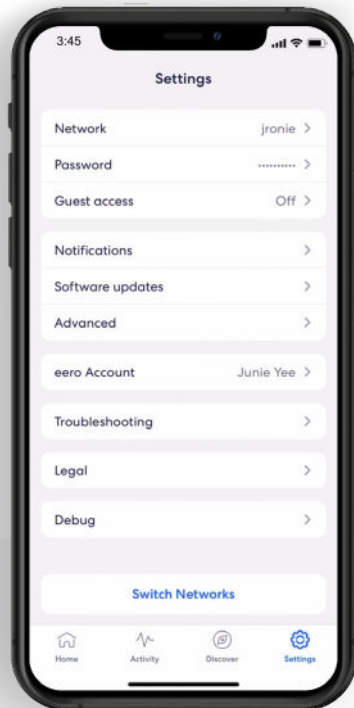 3:45
Settings
Network jronie
Password ··········
Guest access Off
Notifications
Software updates
Advanced
eero Account Junie Yee
Troubleshooting
Legal
Debug
Switch Networks
Home Activity Discover Settings